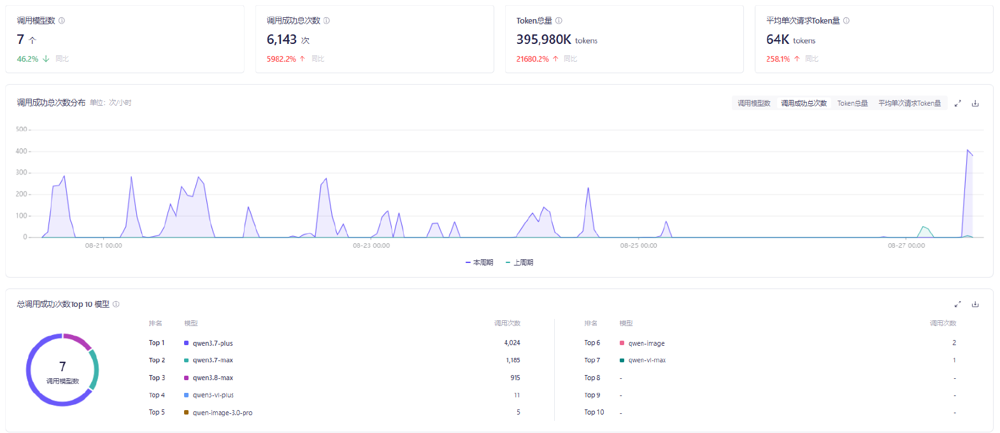 调用模型数
7 个
46.2% ↓ 同比
调用成功总次数
6,143 次
5982.2% ↑ 同比
Token总量
395,980K tokens
21680.2% ↑ 同比
平均单次请求Token量
64K tokens
258.1% ↑ 同比
调用成功总次数分布 单位：次/小时
调用模型数 调用成功总次数 Token总量 平均单次请求Token量
500
400
300
200
100
0
08-21 00:00 08-23 00:00 08-25 00:00 08-27 00:00
本周期 上周期
总调用成功次数Top 10 模型
7
调用模型数
排名 模型 调用次数
Top 1 qwen3.7-plus 4,024
Top 2 qwen3.7-max 1,185
Top 3 qwen3.8-max 915
Top 4 qwen3-vl-plus 11
Top 5 qwen-image-3.0-pro 5
排名 模型 调用次数
Top 6 qwen-image 2
Top 7 qwen-vl-max 1
Top 8 - -
Top 9 - -
Top 10 - -